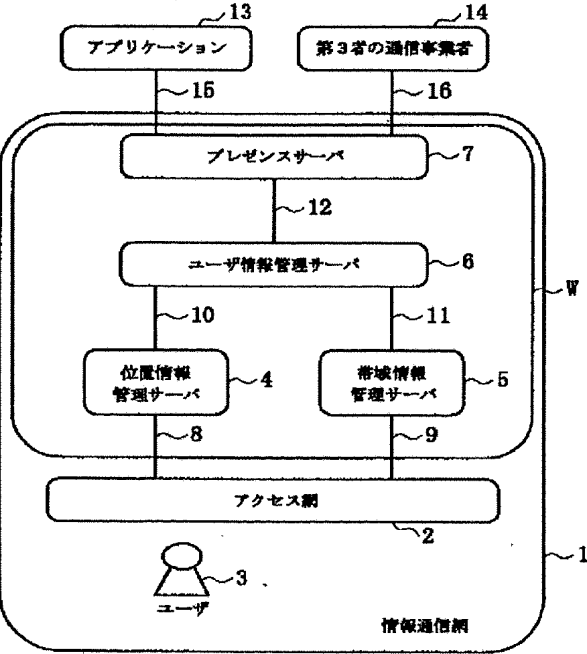 13
14
アプリケーション
第3者の通信事業者
15
16
プレゼンスサーバ
7
12
ユーザ情報管理サーバ
6
W
10
11
位置情報
管理サーバ
4
帯域情報
管理サーバ
5
8
9
アクセス網
2
1
3
ユーザ
情報通信網